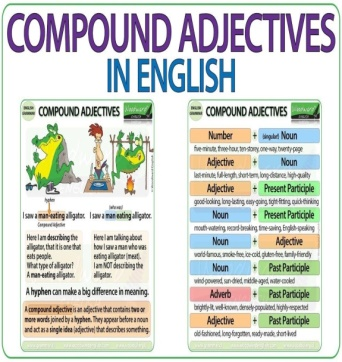 COMPOUND ADJECTIVES
IN ENGLISH
ENGLISH
GRAMMAR
COMPOUND ADJECTIVES
hyphen
(who was)
I saw a man-eating alligator.
I saw a man eating alligator.
Compound Adjective
Here I am describing the
alligator, that it is one that
eats people.
What type of alligator?
A man-eating alligator.
Here I am talking about
how I saw a man who was
eating alligator (meat).
I am NOT describing the
alligator.
A hyphen can make a big difference in meaning.
A compound adjective is an adjective that contains two or
more words joined by a hyphen. They appear before a noun
and act as a single idea (adjective) that describes something.
ENGLISH
GRAMMAR
COMPOUND ADJECTIVES
Number + (singular) Noun
five-minute, three-hour, ten-storey, one-way, twenty-page
Adjective + Noun
last-minute, full-length, short-term, long-distance, high-quality
Adjective + Present Participle
good-looking, long-lasting, easy-going, tight-fitting, quick-thinking
Noun + Present Participle
mouth-watering, record-breaking, time-saving, English-speaking
Noun + Adjective
world-famous, smoke-free, ice-cold, gluten-free, family-friendly
Noun + Past Participle
wind-powered, sun-dried, middle-aged, water-cooled
Adverb + Past Participle
brightly-lit, well-known, densely-populated, highly-respected
Adjective + Past Participle
old-fashioned, long-forgotten, ready-made, short-lived